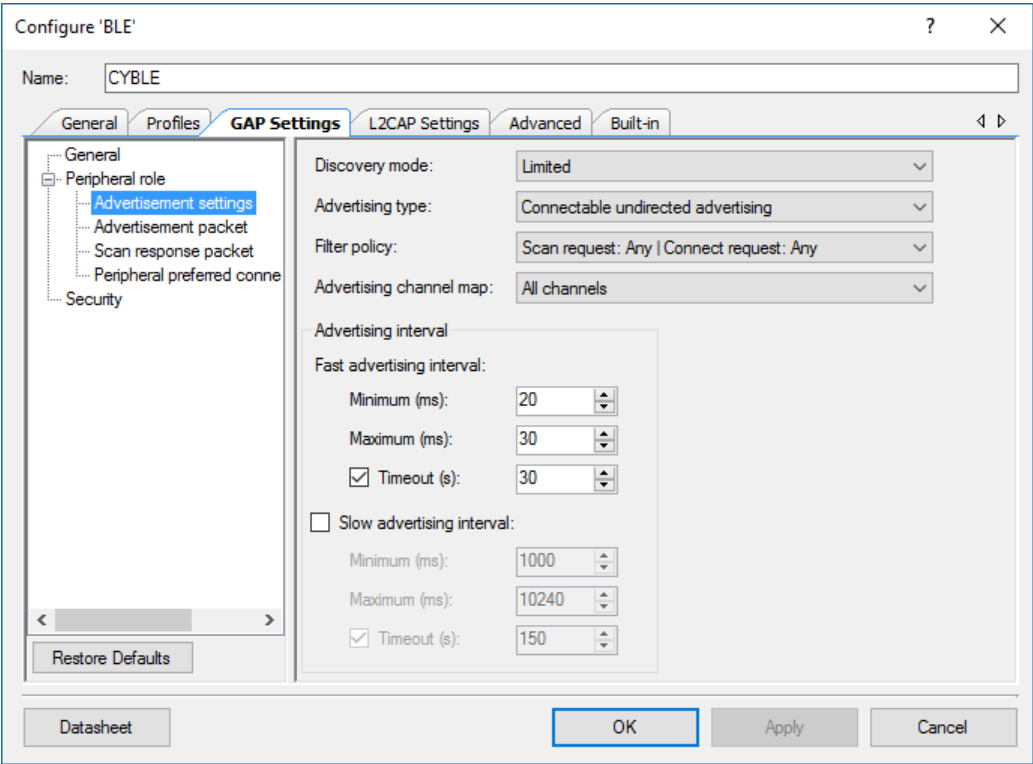 Configure 'BLE'
?
Name: CYBLE
General Profiles GAP Settings L2CAP Settings Advanced Built-in
General
Peripheral role
Advertisement settings
Advertisement packet
Scan response packet
Peripheral preferred conne
Security
Restore Defaults
Discovery mode: Limited
Advertising type: Connectable undirected advertising
Filter policy: Scan request: Any | Connect request: Any
Advertising channel map: All channels
Advertising interval
Fast advertising interval:
Minimum (ms): 20
Maximum (ms): 30
Timeout (s): 30
Slow advertising interval:
Minimum (ms): 1000
Maximum (ms): 10240
Timeout (s): 150
Datasheet OK Apply Cancel